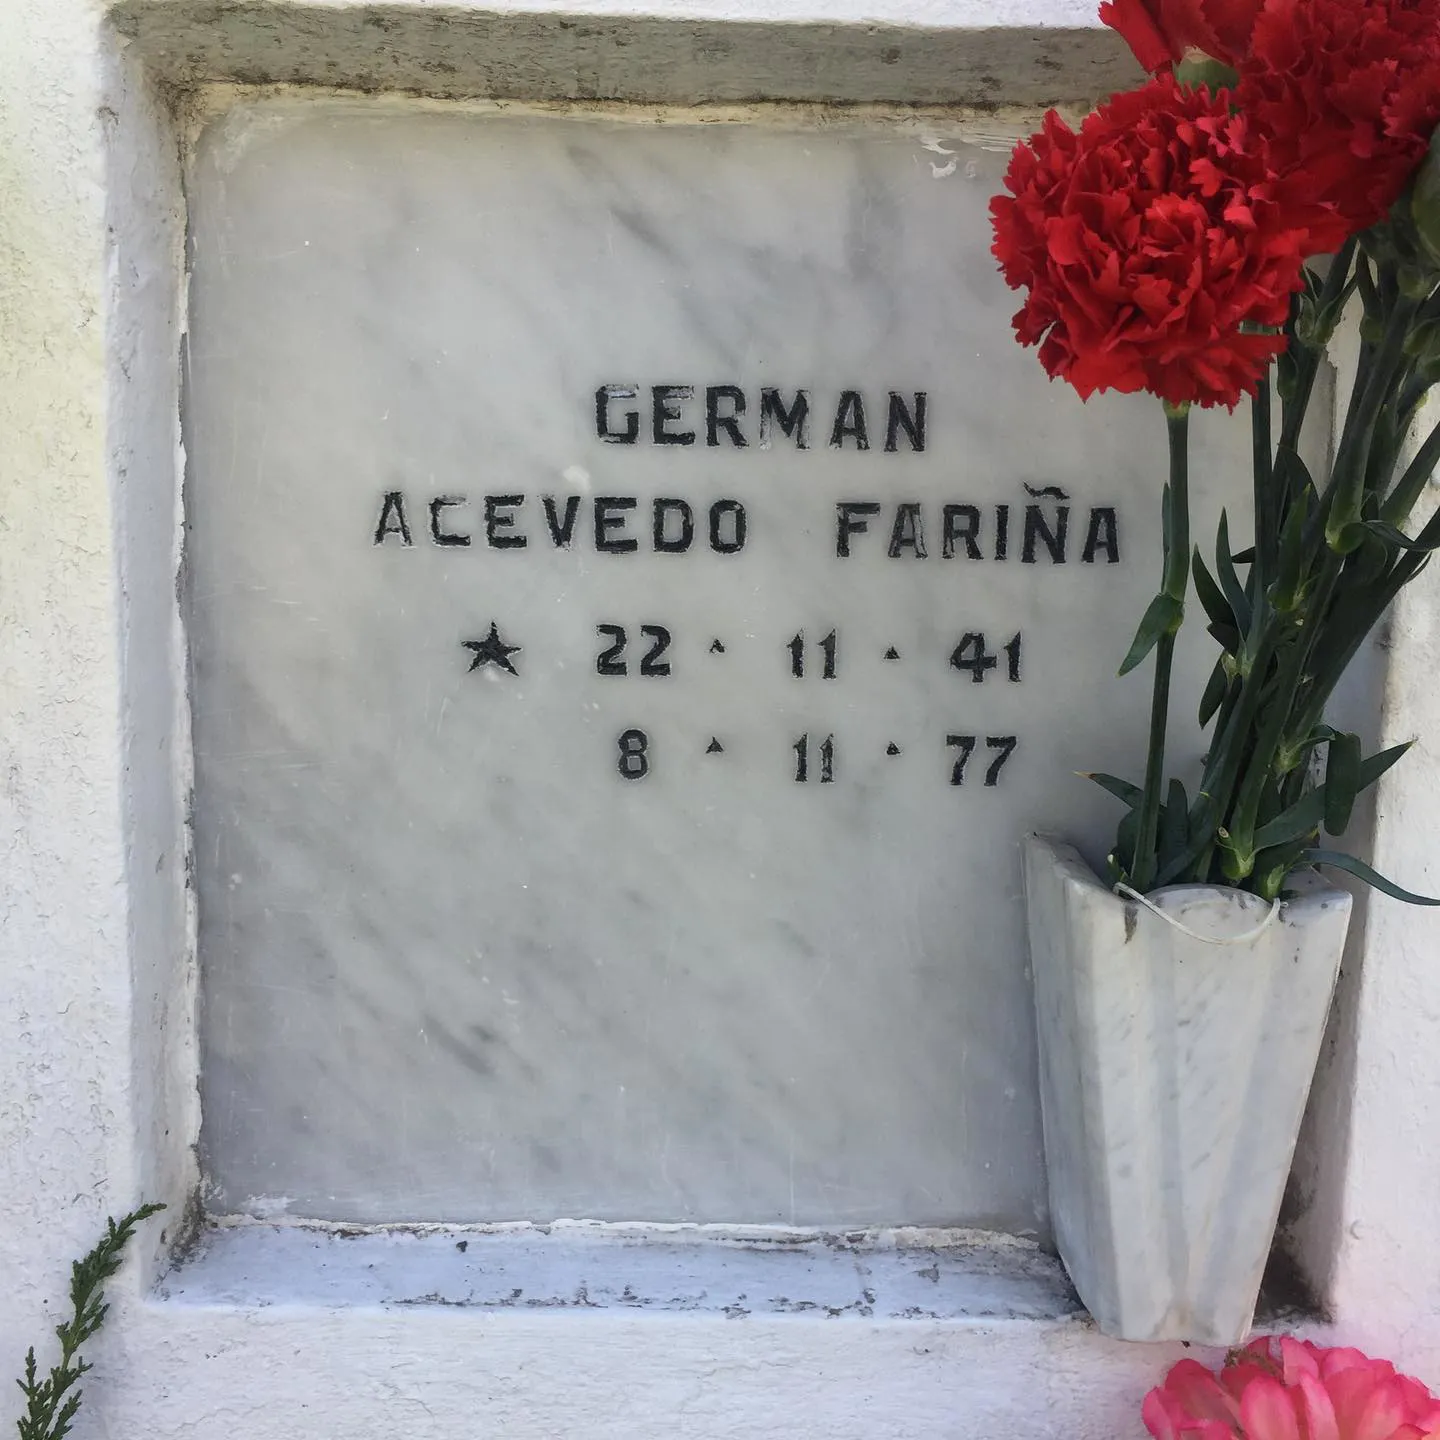 GERMAN
ACEVEDO FARIÑA
★ 22 · 11 · 41
8 · 11 · 77